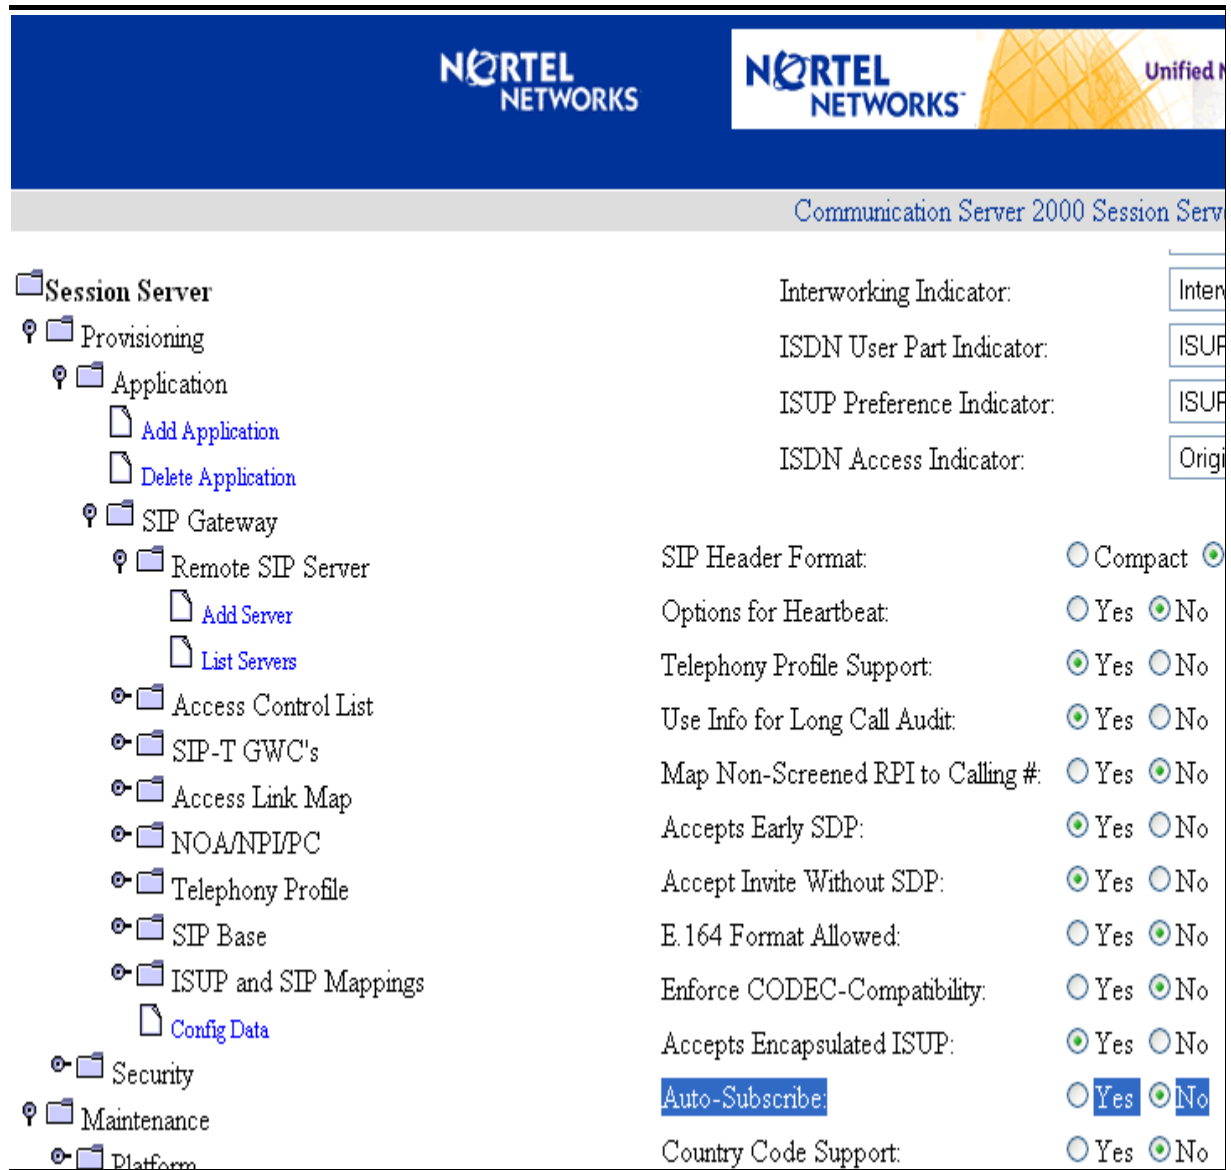 NORTEL
NETWORKS
NORTEL
NETWORKS™
Unified
Communication Server 2000 Session
Session Server
Provisioning
Application
Add Application
Delete Application
SIP Gateway
Remote SIP Server
Add Server
List Servers
Access Control List
SIP-T GWC's
Access Link Map
NOA/NPI/PC
Telephony Profile
SIP Base
ISUP and SIP Mappings
Config Data
Security
Maintenance
Platform
Interworking Indicator:
ISDN User Part Indicator:
ISUP Preference Indicator:
ISDN Access Indicator:
SIP Header Format: Compact
Options for Heartbeat: Yes No
Telephony Profile Support: Yes No
Use Info for Long Call Audit: Yes No
Map Non-Screened RPI to Calling #: Yes No
Accepts Early SDP: Yes No
Accept Invite Without SDP: Yes No
E.164 Format Allowed: Yes No
Enforce CODEC-Compatibility: Yes No
Accepts Encapsulated ISUP: Yes No
Auto-Subscribe: Yes No
Country Code Support: Yes No